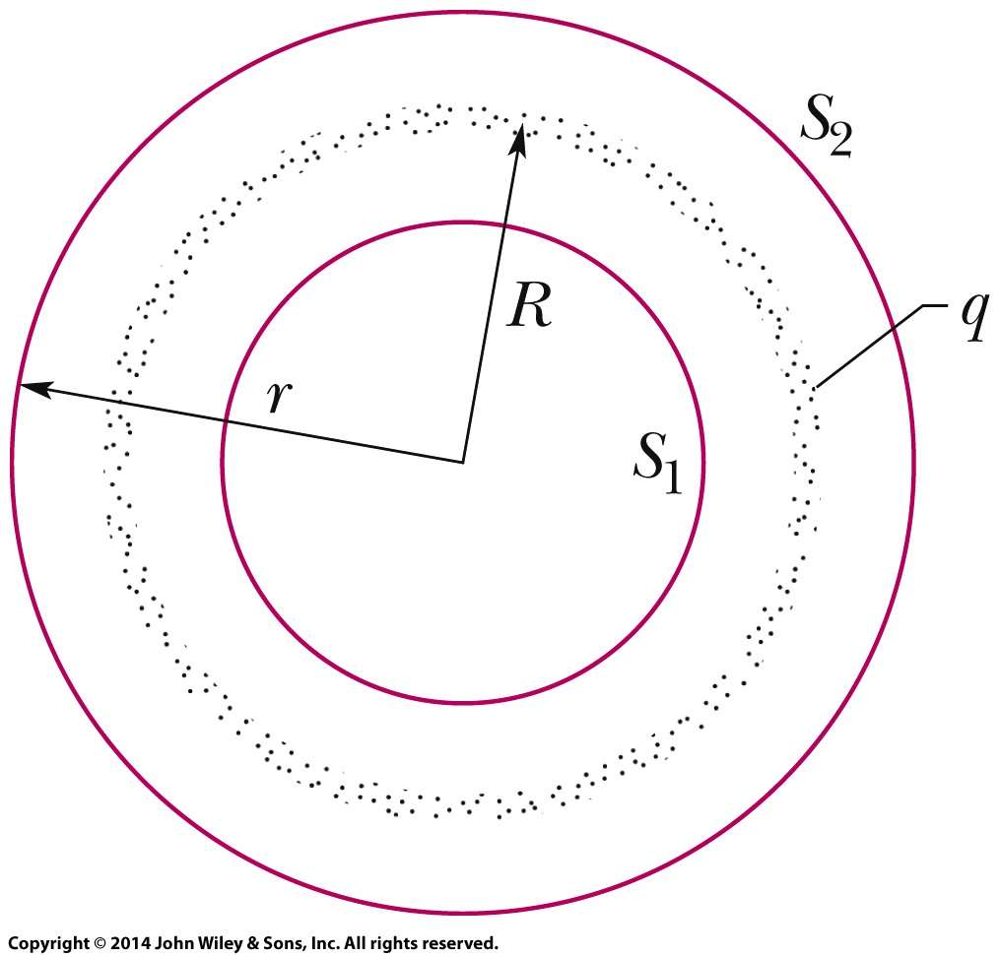 S2
R
q
r
S1
Copyright © 2014 John Wiley & Sons, Inc. All rights reserved.